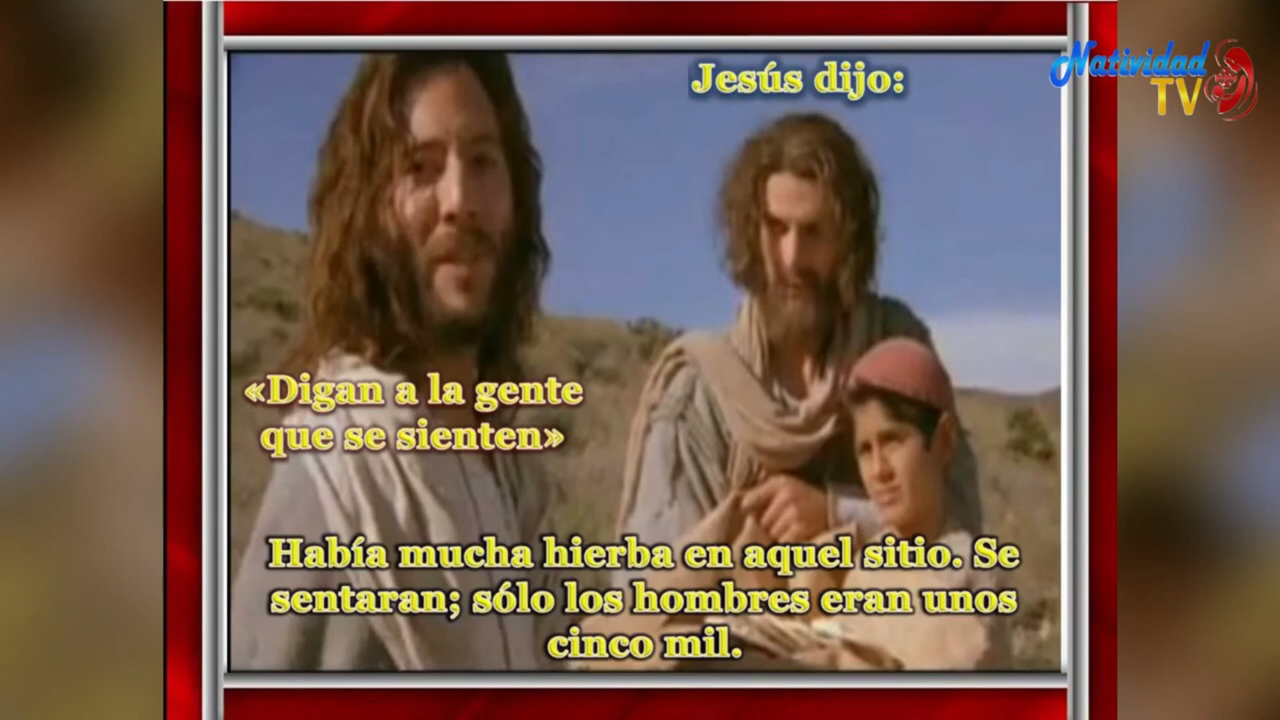 Natividad
TV
Jesús dijo:
«Digan a la gente
que se sienten»
Había mucha hierba en aquel sitio. Se
sentaran; sólo los hombres eran unos
cinco mil.